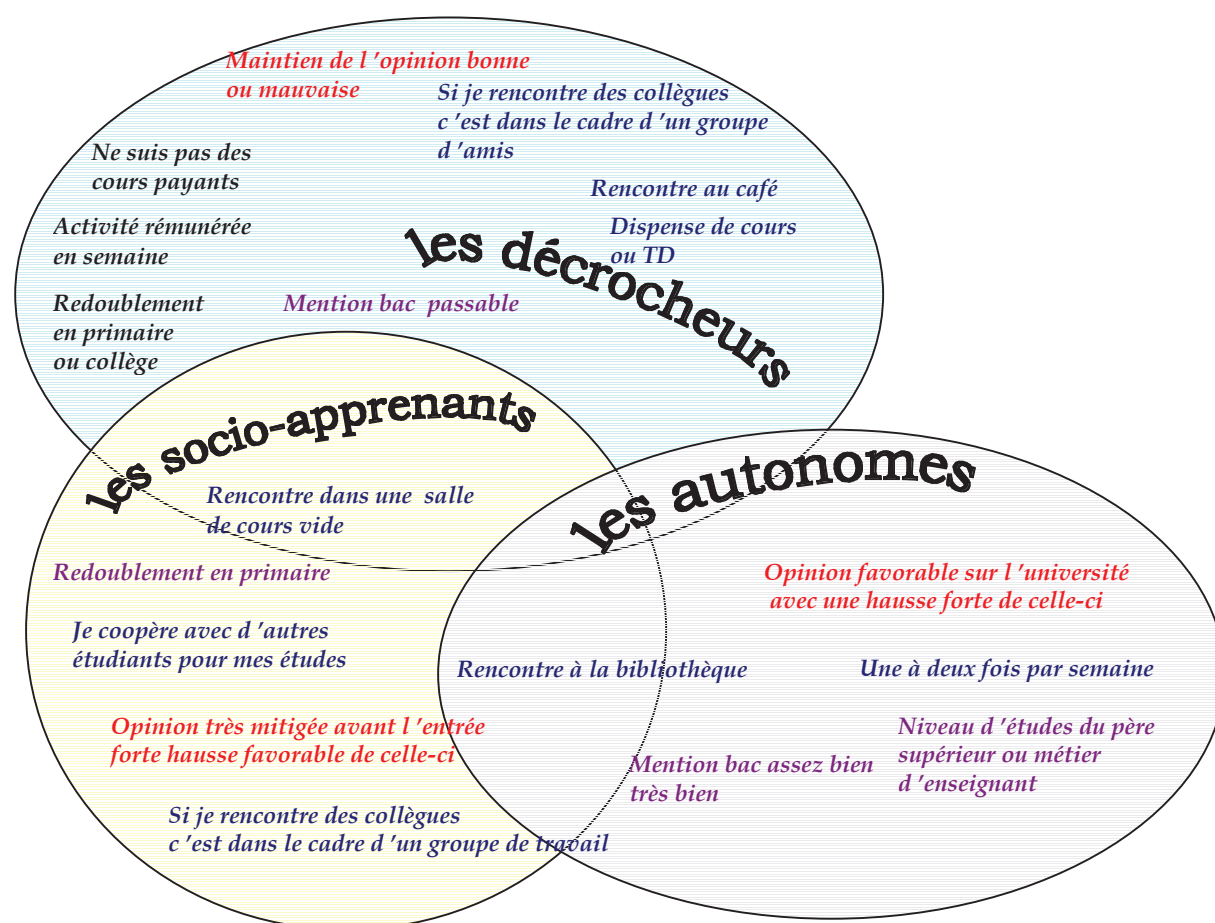 Maintien de l ’opinion bonne
ou mauvaise
Si je rencontre des collègues
c ’est dans le cadre d ’un groupe
d ’amis
Ne suis pas des
cours payants
Rencontre au café
Activité rémunérée
en semaine
Dispense de cours
ou TD
les décrocheurs
Redoublement
en primaire
ou collège
Mention bac passable
les socio-apprenants
Rencontre dans une salle
de cours vide
Redoublement en primaire
Je coopère avec d ’autres
étudiants pour mes études
Opinion très mitigée avant l ’entrée
forte hausse favorable de celle-ci
Si je rencontre des collègues
c ’est dans le cadre d ’un groupe de travail
les autonomes
Opinion favorable sur l ’université
avec une hausse forte de celle-ci
Rencontre à la bibliothèque
Une à deux fois par semaine
Niveau d ’études du père
supérieur ou métier
d ’enseignant
Mention bac assez bien
très bien